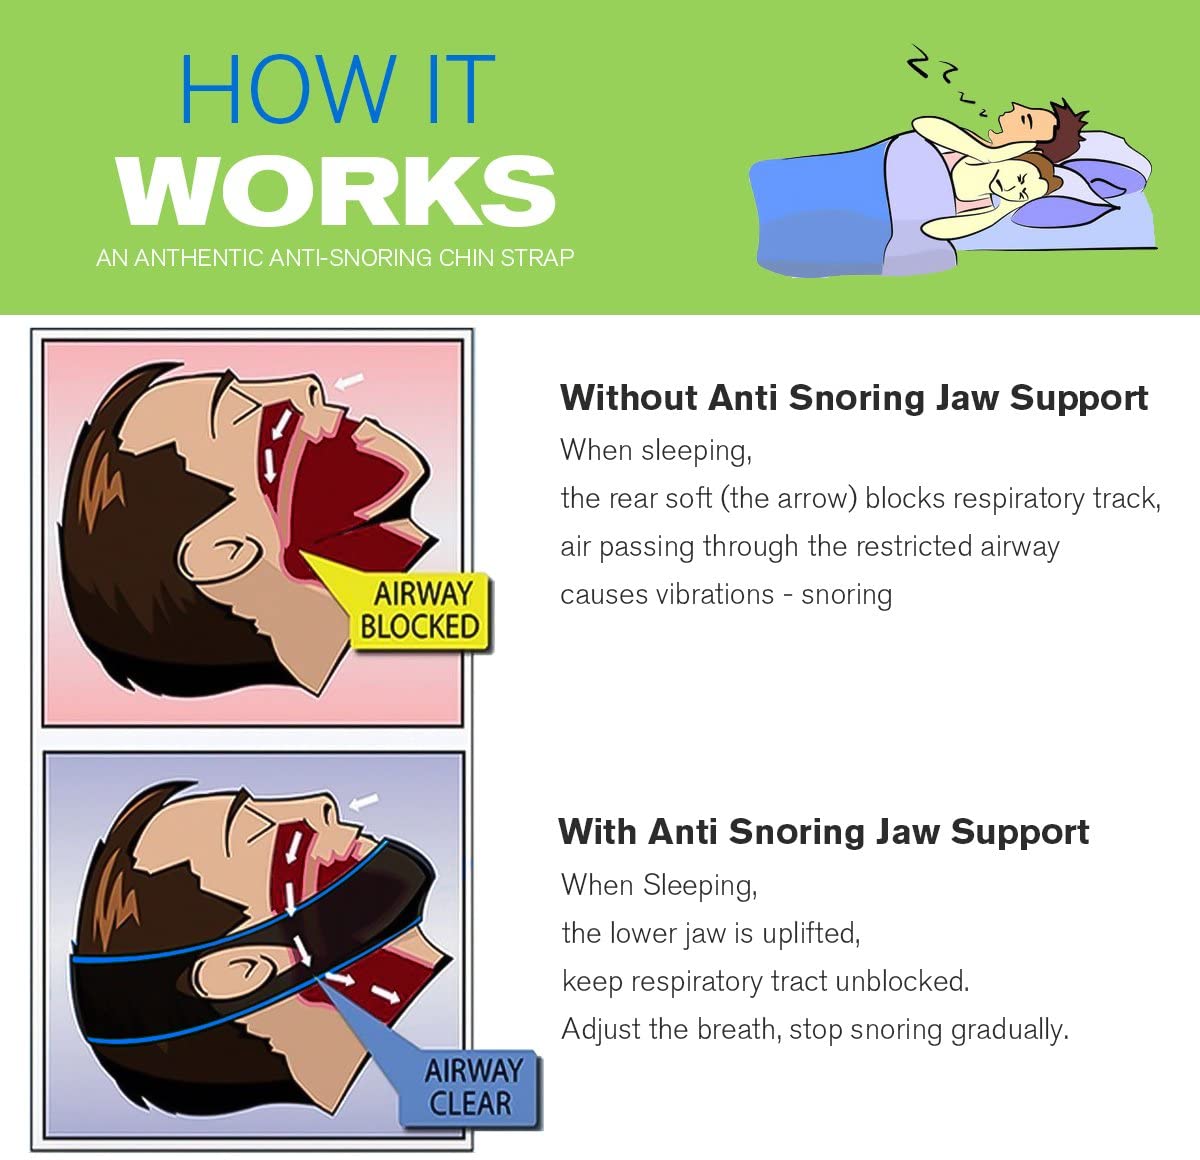 HOW IT
WORKS
AN ANTHENTIC ANTI-SNORING CHIN STRAP
Z Z
Z Z
AIRWAY
BLOCKED
Without Anti Snoring Jaw Support
When sleeping,
the rear soft (the arrow) blocks respiratory track,
air passing through the restricted airway
causes vibrations - snoring
AIRWAY
CLEAR
With Anti Snoring Jaw Support
When Sleeping,
the lower jaw is uplifted,
keep respiratory tract unblocked.
Adjust the breath, stop snoring gradually.